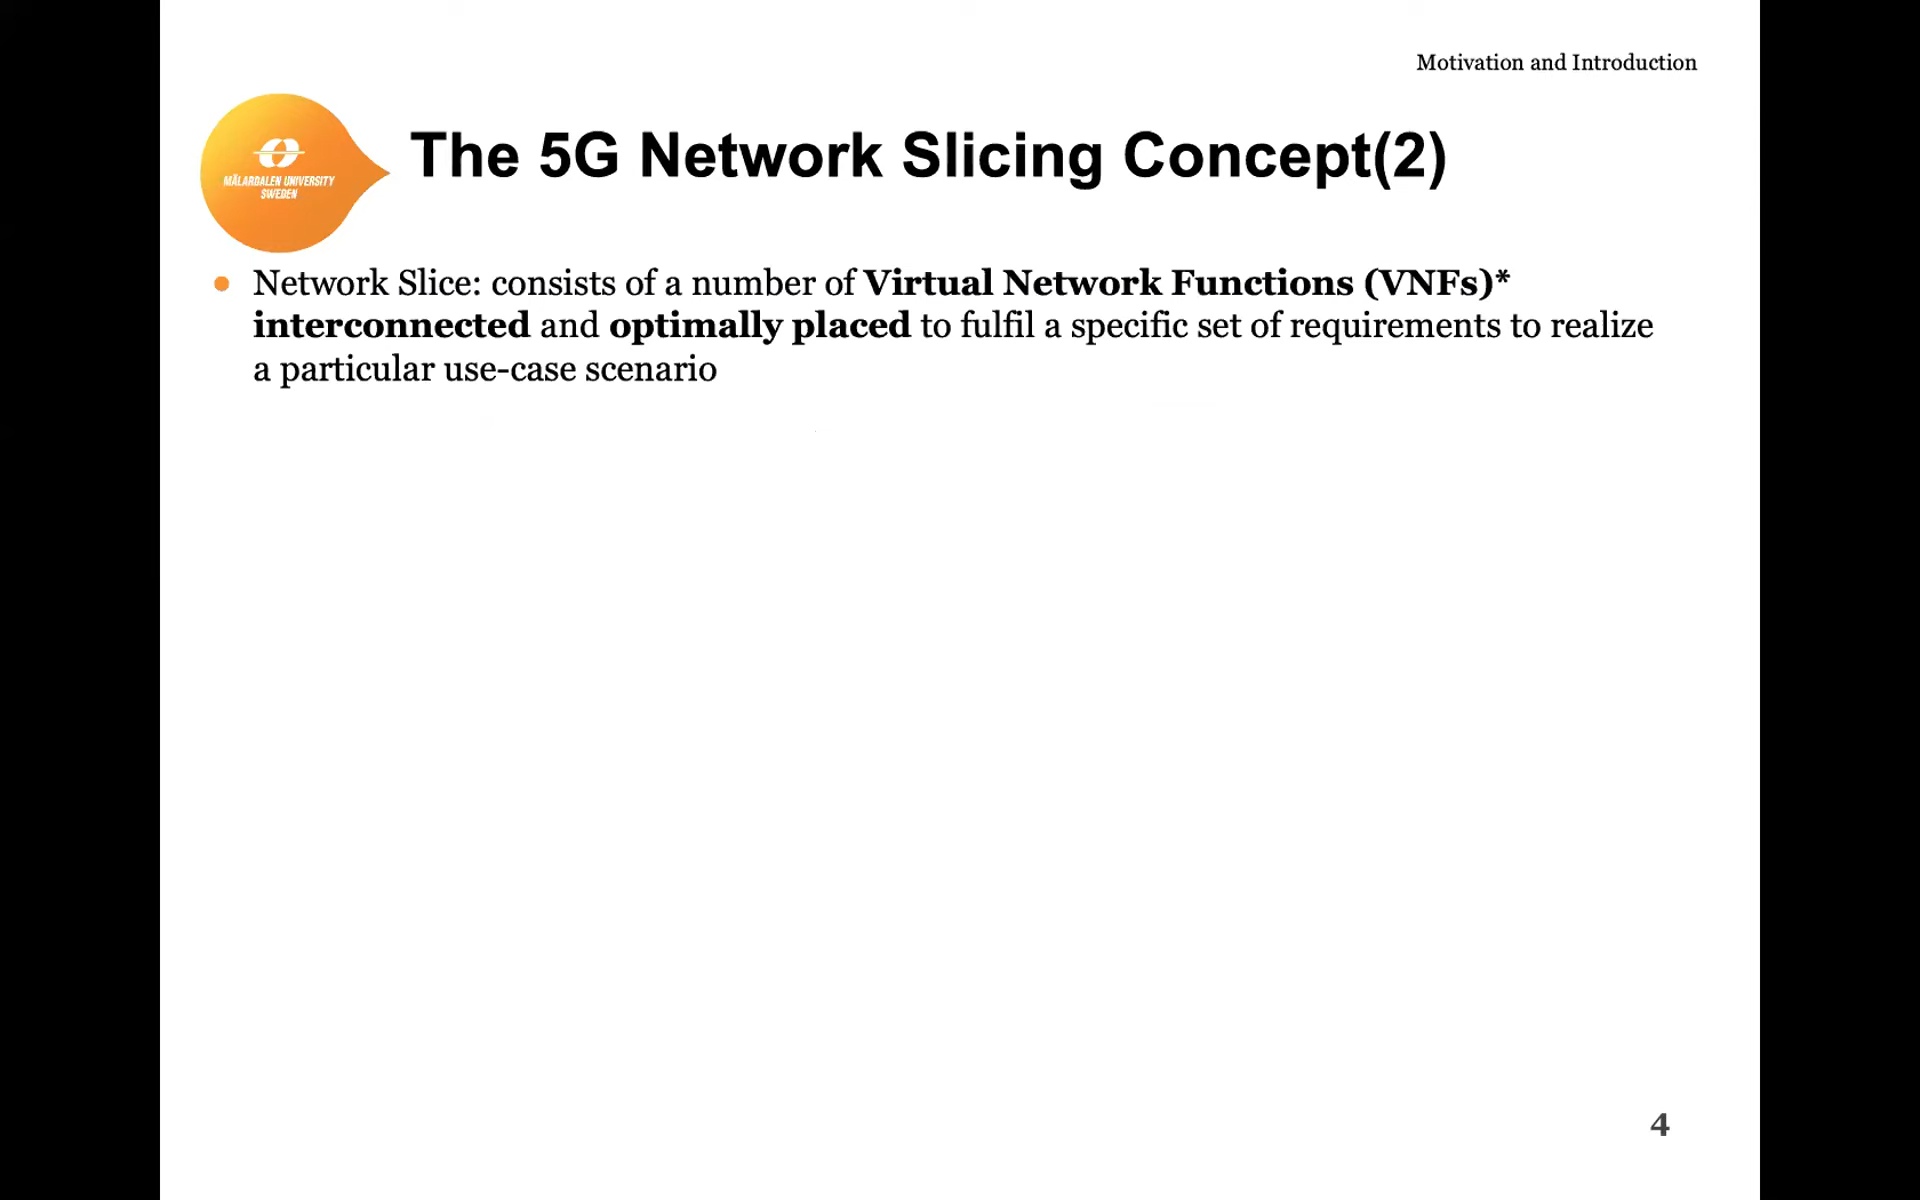 Motivation and Introduction
MÄLARDALEN UNIVERSITY
SWEDEN
The 5G Network Slicing Concept(2)
Network Slice: consists of a number of Virtual Network Functions (VNFs)*
interconnected and optimally placed to fulfil a specific set of requirements to realize
a particular use-case scenario
4